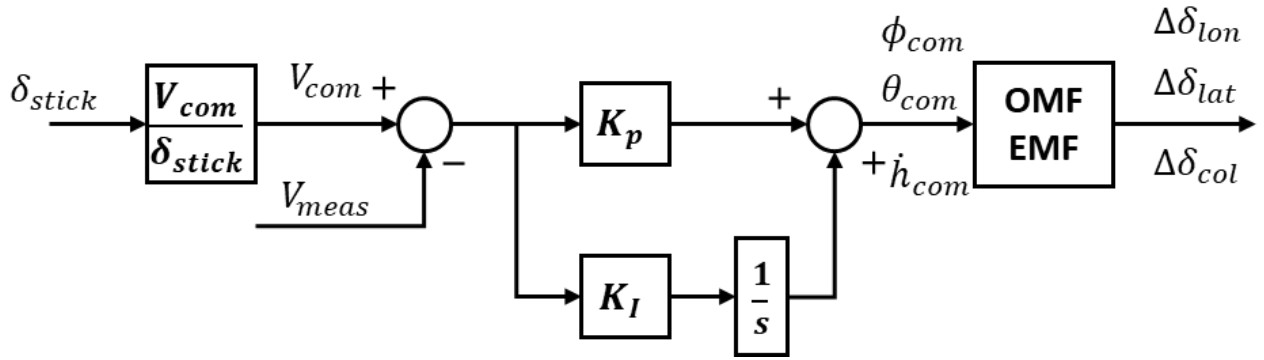 δ_stick
V_com
δ_stick
V_com +
−
V_meas
K_p
K_I
1
s
+
+
ϕ_com
θ_com
ḣ_com
OMF
EMF
Δδ_lon
Δδ_lat
Δδ_col